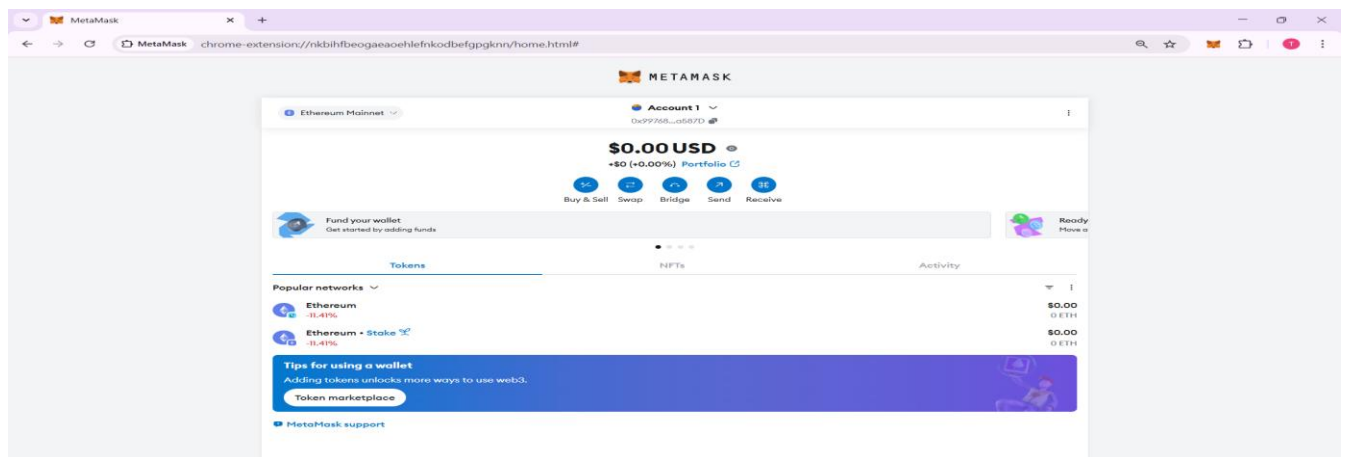 MetaMask
MetaMask chrome-extension://nkbihfbeogaeaoehlefnkodbefgpgknn/home.html# T
METAMASK
Ethereum Mainnet Account 1
$0.00 USD
+$0 (+0.00%) Portfolio
Buy & Sell Swap Bridge Send Receive
Fund your wallet Ready
Get started by adding funds Move
Tokens NFTs Activity
Popular networks
Ethereum $0.00
-11.41% 0 ETH
Ethereum • Stake $0.00
-11.41% 0 ETH
Tips for using a wallet
Adding tokens unlocks more ways to use web3.
Token marketplace
MetaMask support